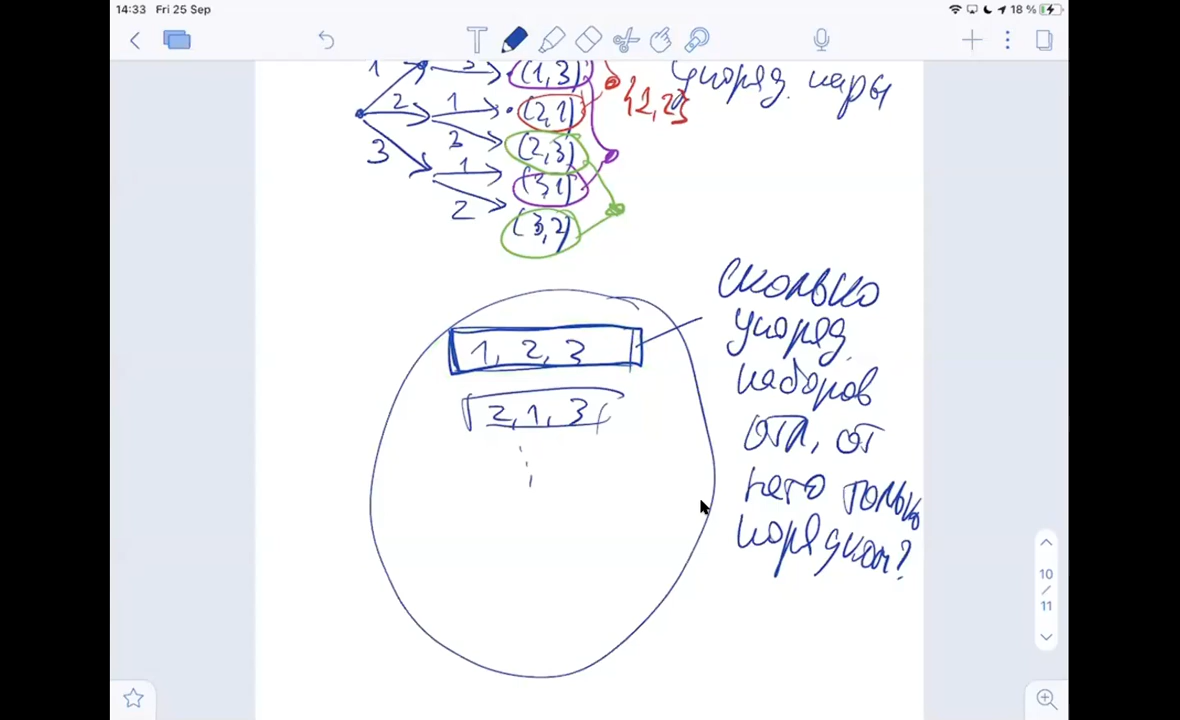 14:33 Fri 25 Sep
18 %
T
1 3 (1,3) упоряд. пары
2 1 (2,1) {1,2}
2 3 (2,3)
3 1 (3,1)
2 (3,2)
сколько
упоряд.
наборов
отл. от
него только
порядком?
1, 2, 3
2, 1, 3
10
/
11